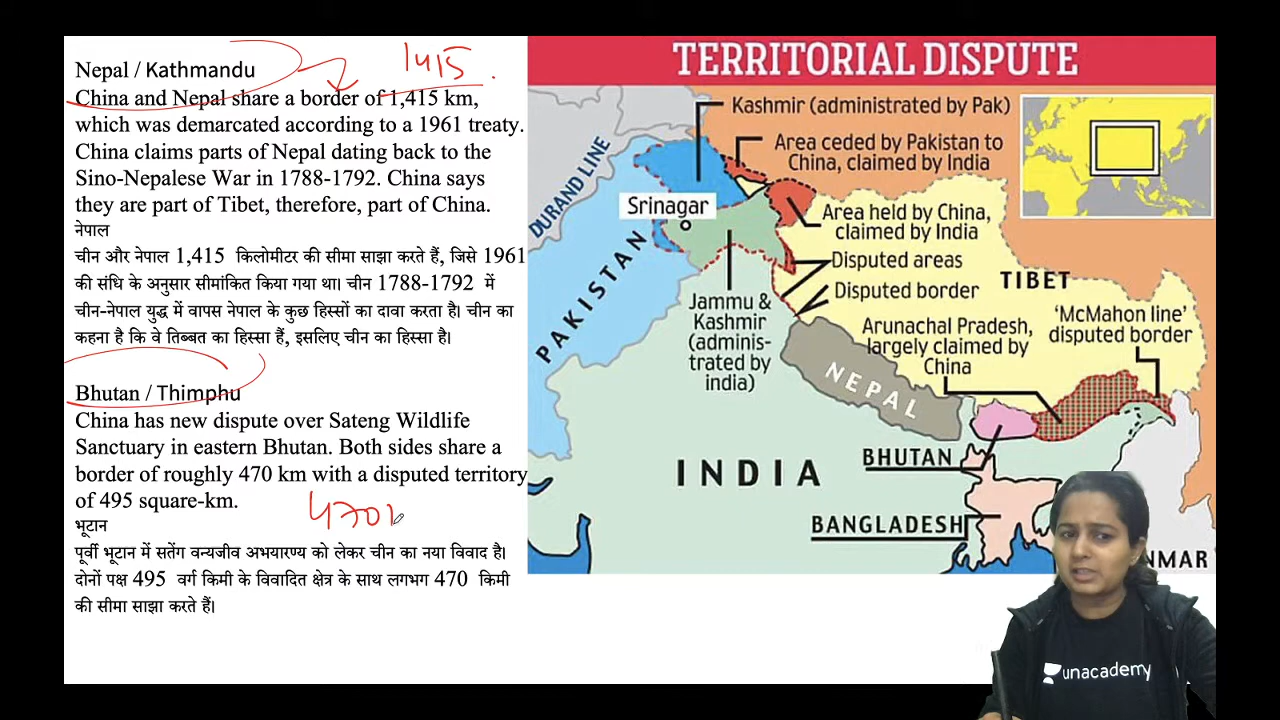 Nepal / Kathmandu
1415
China and Nepal share a border of 1,415 km,
which was demarcated according to a 1961 treaty.
China claims parts of Nepal dating back to the
Sino-Nepalese War in 1788-1792. China says
they are part of Tibet, therefore, part of China.
नेपाल
चीन और नेपाल 1,415 किलोमीटर की सीमा साझा करते हैं, जिसे 1961
की संधि के अनुसार सीमांकित किया गया था। चीन 1788-1792 में
चीन-नेपाल युद्ध में वापस नेपाल के कुछ हिस्सों का दावा करता है। चीन का
कहना है कि वे तिब्बत का हिस्सा हैं, इसलिए चीन का हिस्सा है।
Bhutan / Thimphu
China has new dispute over Sateng Wildlife
Sanctuary in eastern Bhutan. Both sides share a
border of roughly 470 km with a disputed territory
of 495 square-km.
470
भूटान
पूर्वी भूटान में सतेंग वन्यजीव अभयारण्य को लेकर चीन का नया विवाद है।
दोनों पक्ष 495 वर्ग किमी के विवादित क्षेत्र के साथ लगभग 470 किमी
की सीमा साझा करते हैं।
TERRITORIAL DISPUTE
Kashmir (administrated by Pak)
Area ceded by Pakistan to
China, claimed by India
DURAND LINE
Srinagar
Area held by China,
claimed by India
Disputed areas
Disputed border
TIBET
PAKISTAN
Jammu &
Kashmir
(adminis-
trated by
india)
Arunachal Pradesh,
largely claimed by
China
'McMahon line'
disputed border
NEPAL
BHUTAN
INDIA
BANGLADESH
NMAR
unacademy